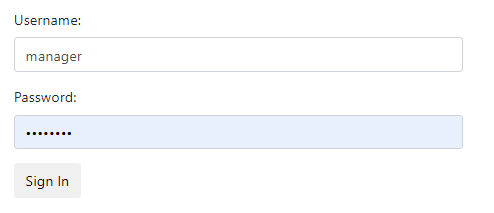 Username:
manager
Password:
••••••••
Sign In